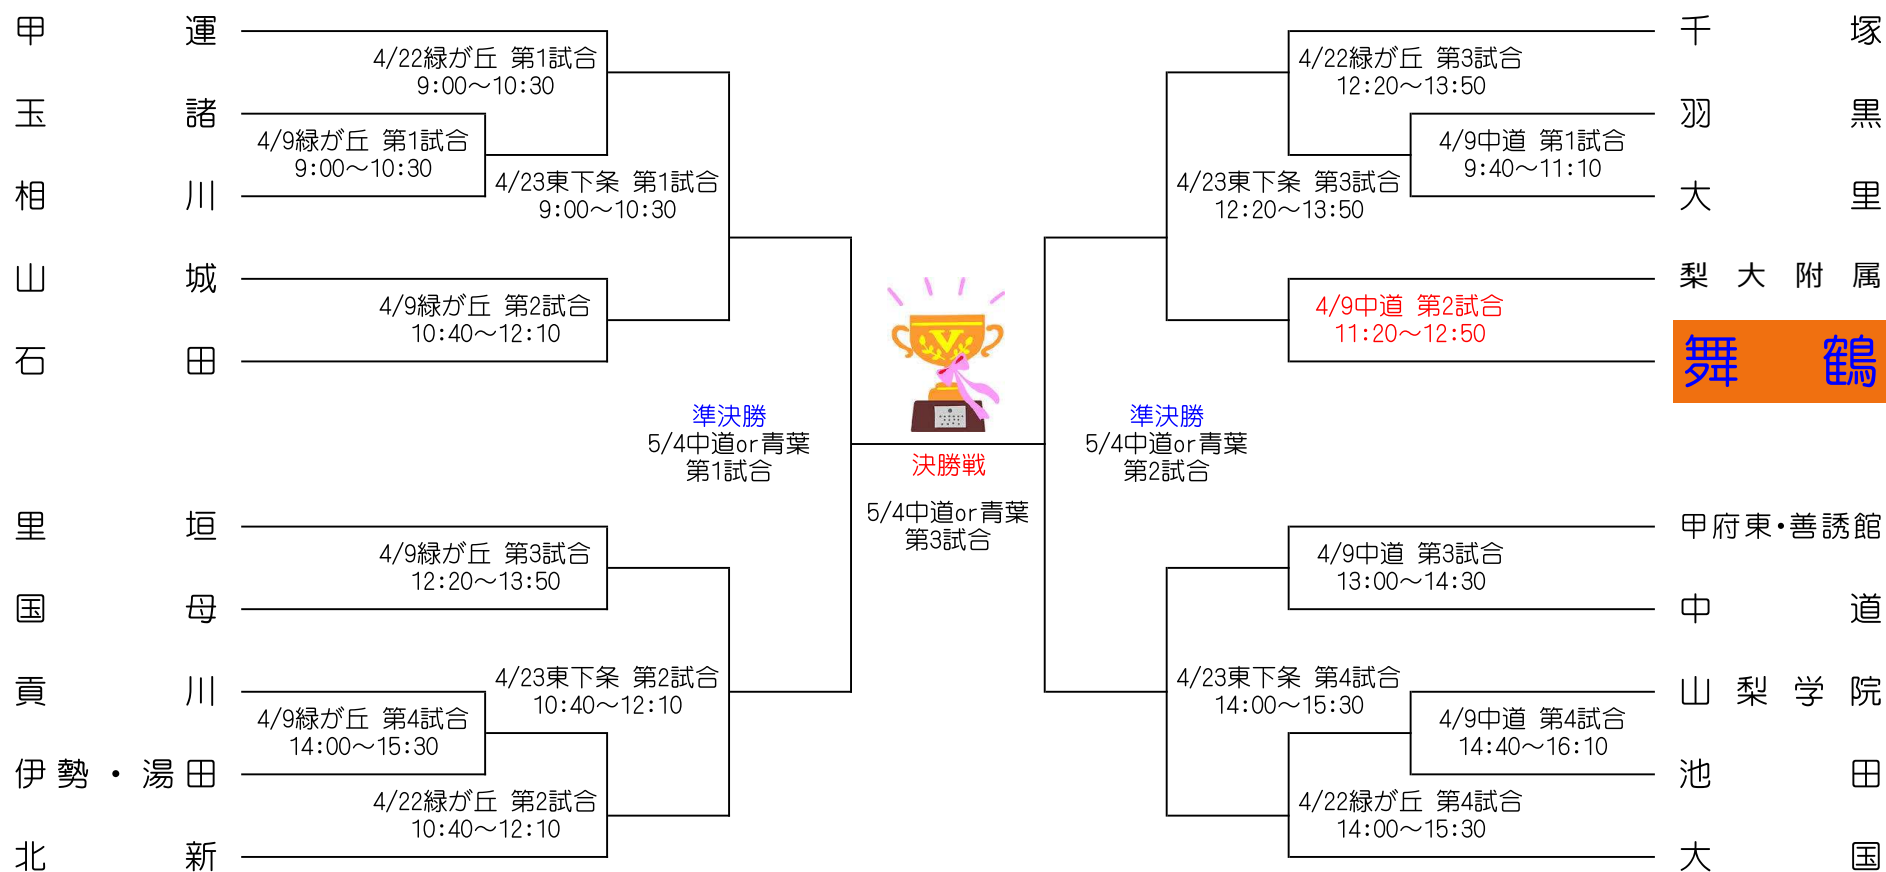 甲運
4/22緑が丘 第1試合
9:00～10:30
玉諸
4/9緑が丘 第1試合
9:00～10:30
相川
4/23東下条 第1試合
9:00～10:30
山城
4/9緑が丘 第2試合
10:40～12:10
石田
準決勝
5/4中道or青葉
第1試合
里垣
4/9緑が丘 第3試合
12:20～13:50
国母
貢川
4/23東下条 第2試合
10:40～12:10
4/9緑が丘 第4試合
14:00～15:30
伊勢・湯田
4/22緑が丘 第2試合
10:40～12:10
北新
V
決勝戦
5/4中道or青葉
第3試合
千塚
4/22緑が丘 第3試合
12:20～13:50
羽黒
4/9中道 第1試合
9:40～11:10
大里
4/23東下条 第3試合
12:20～13:50
梨大附属
4/9中道 第2試合
11:20～12:50
舞鶴
準決勝
5/4中道or青葉
第2試合
甲府東・善誘館
4/9中道 第3試合
13:00～14:30
中道
山梨学院
4/23東下条 第4試合
14:00～15:30
4/9中道 第4試合
14:40～16:10
池田
4/22緑が丘 第4試合
14:00～15:30
大国